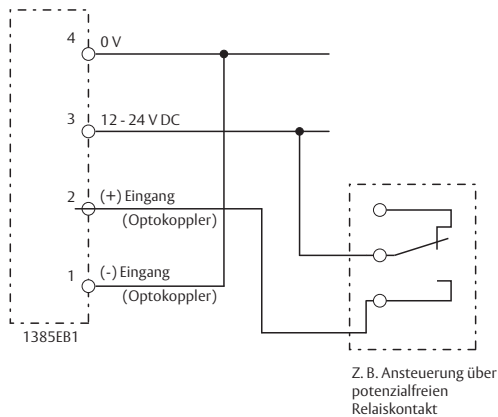 4
0 V
3
12 - 24 V DC
2
(+) Eingang
(Optokoppler)
1
(-) Eingang
(Optokoppler)
1385EB1
Z. B. Ansteuerung über
potenzialfreien
Relaiskontakt